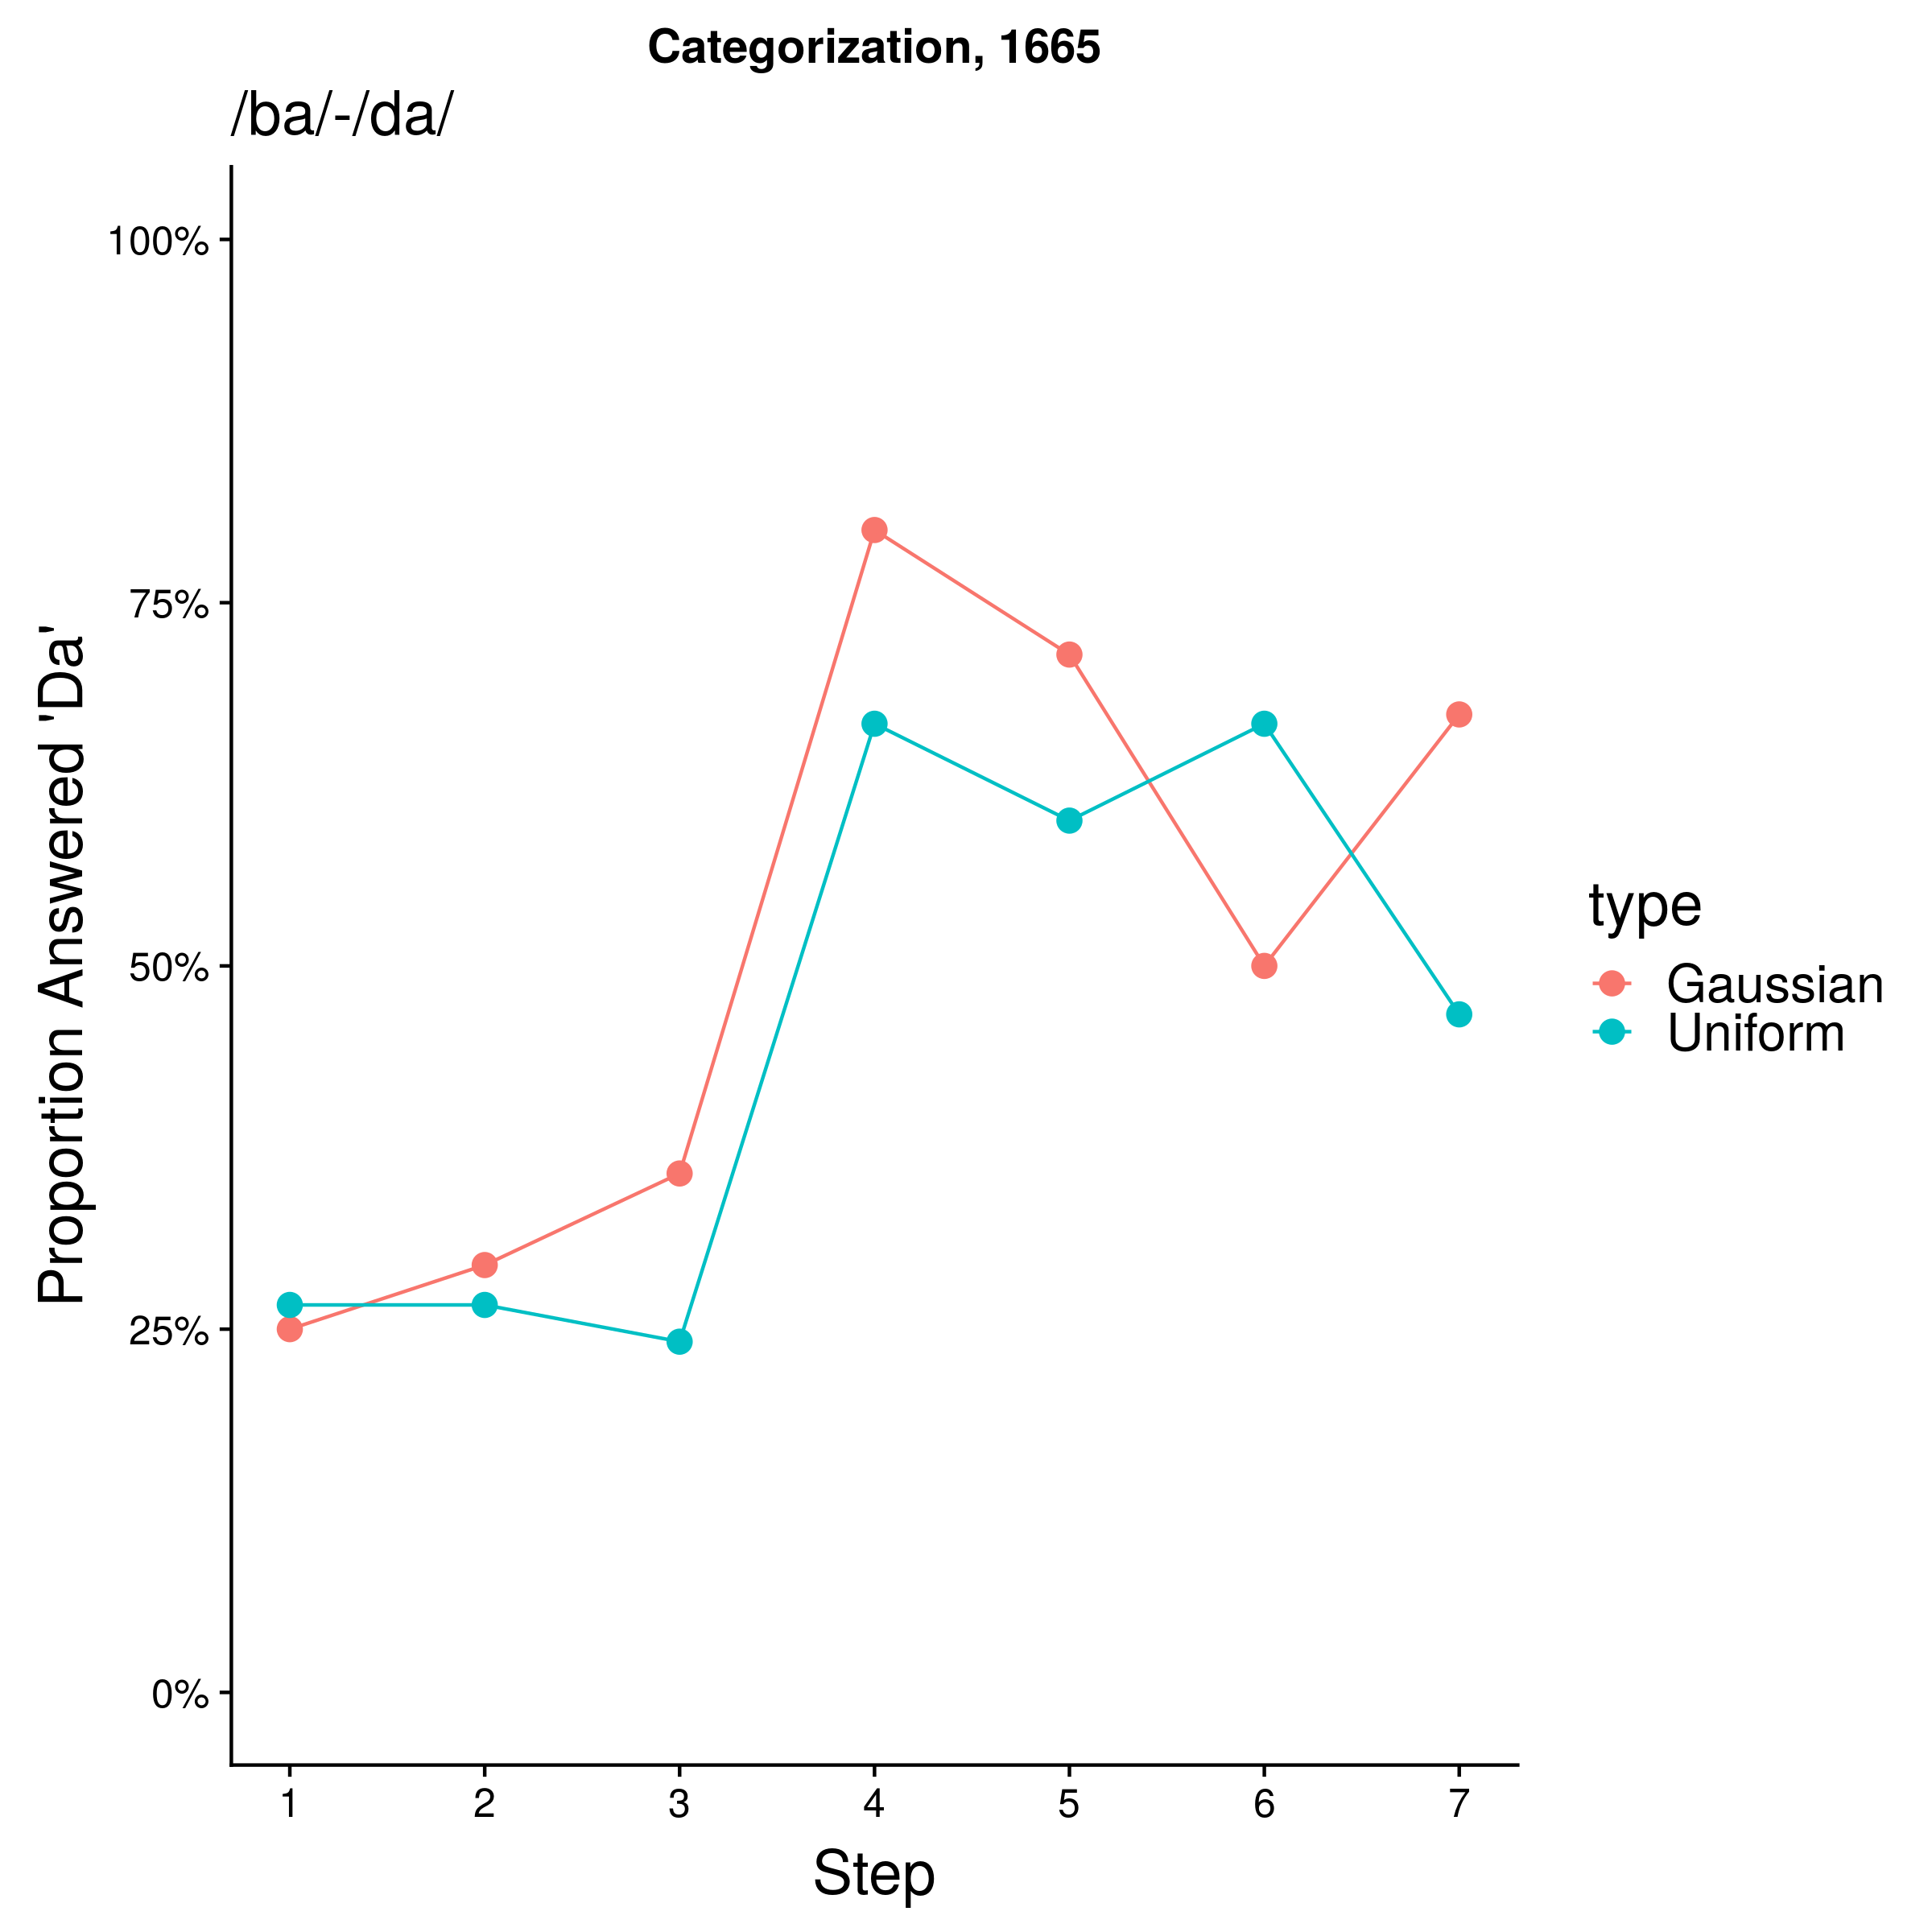 Categorization, 1665
/ba/-/da/
Proportion Answered 'Da'
100%
75%
50%
25%
0%
1 2 3 4 5 6 7
Step
type
Gaussian
Uniform